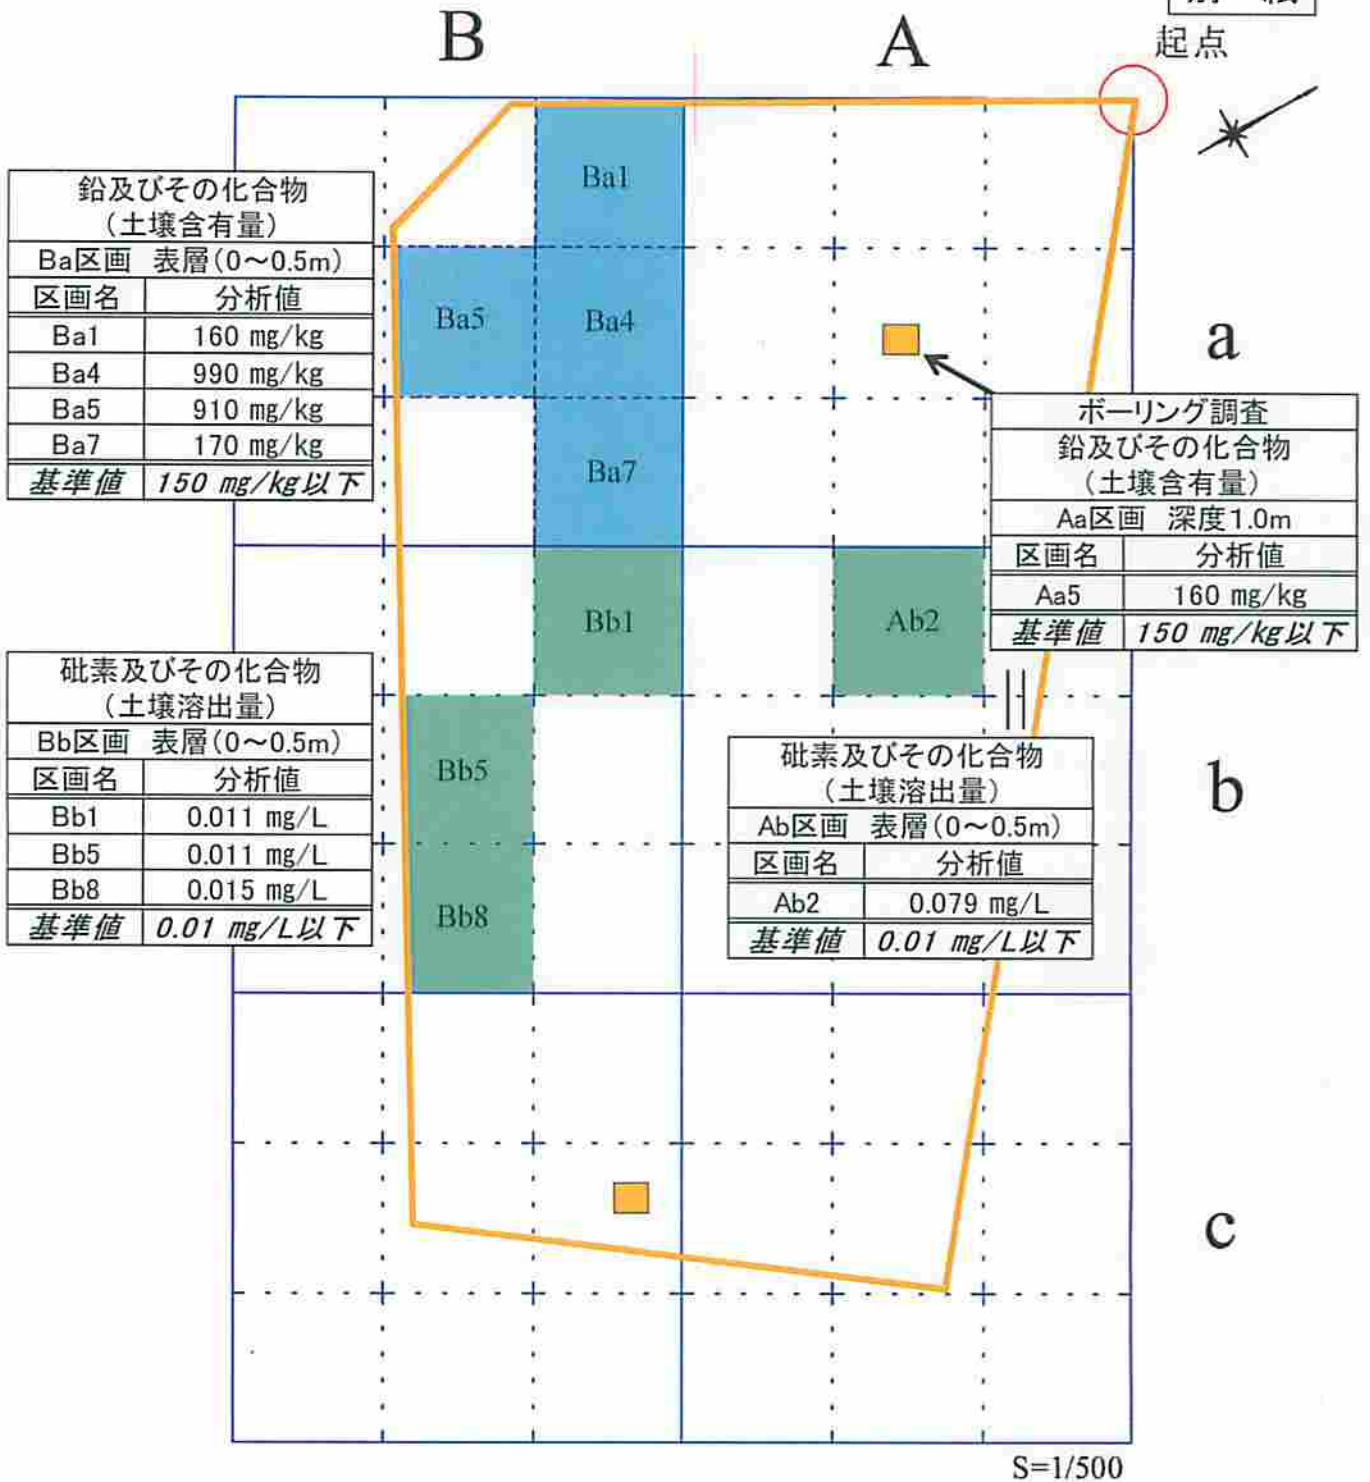 B
A
起点
Ba1
Ba5
Ba4
Ba7
a
鉛及びその化合物
(土壌含有量)
Ba区画 表層(0~0.5m)
区画名 分析値
Ba1 160 mg/kg
Ba4 990 mg/kg
Ba5 910 mg/kg
Ba7 170 mg/kg
基準値 150 mg/kg以下
ボーリング調査
鉛及びその化合物
(土壌含有量)
Aa区画 深度1.0m
区画名 分析値
Aa5 160 mg/kg
基準値 150 mg/kg以下
Bb1
Ab2
Bb5
Bb8
b
砒素及びその化合物
(土壌溶出量)
Bb区画 表層(0~0.5m)
区画名 分析値
Bb1 0.011 mg/L
Bb5 0.011 mg/L
Bb8 0.015 mg/L
基準値 0.01 mg/L以下
砒素及びその化合物
(土壌溶出量)
Ab区画 表層(0~0.5m)
区画名 分析値
Ab2 0.079 mg/L
基準値 0.01 mg/L以下
c
S=1/500